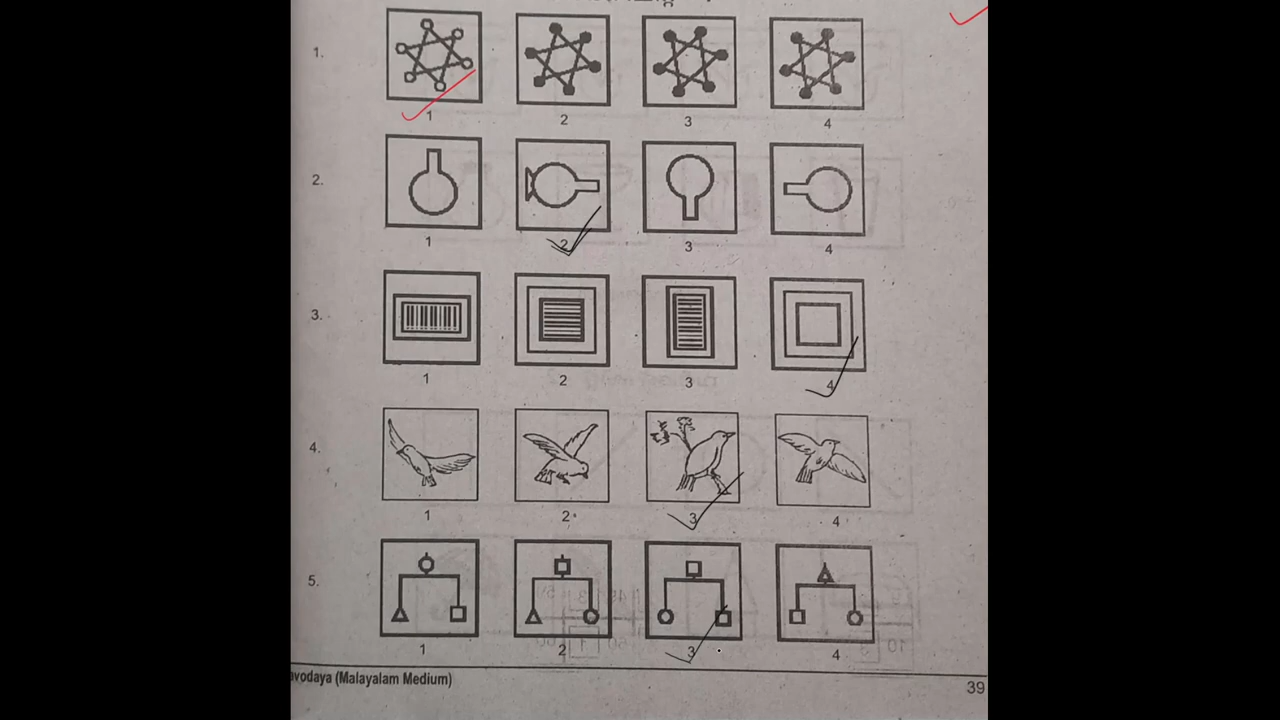 1.
1 2 3 4
2.
1 2 3 4
3.
1 2 3 4
4.
1 2 3 4
5.
1 2 3 4
avodaya (Malayalam Medium)
39